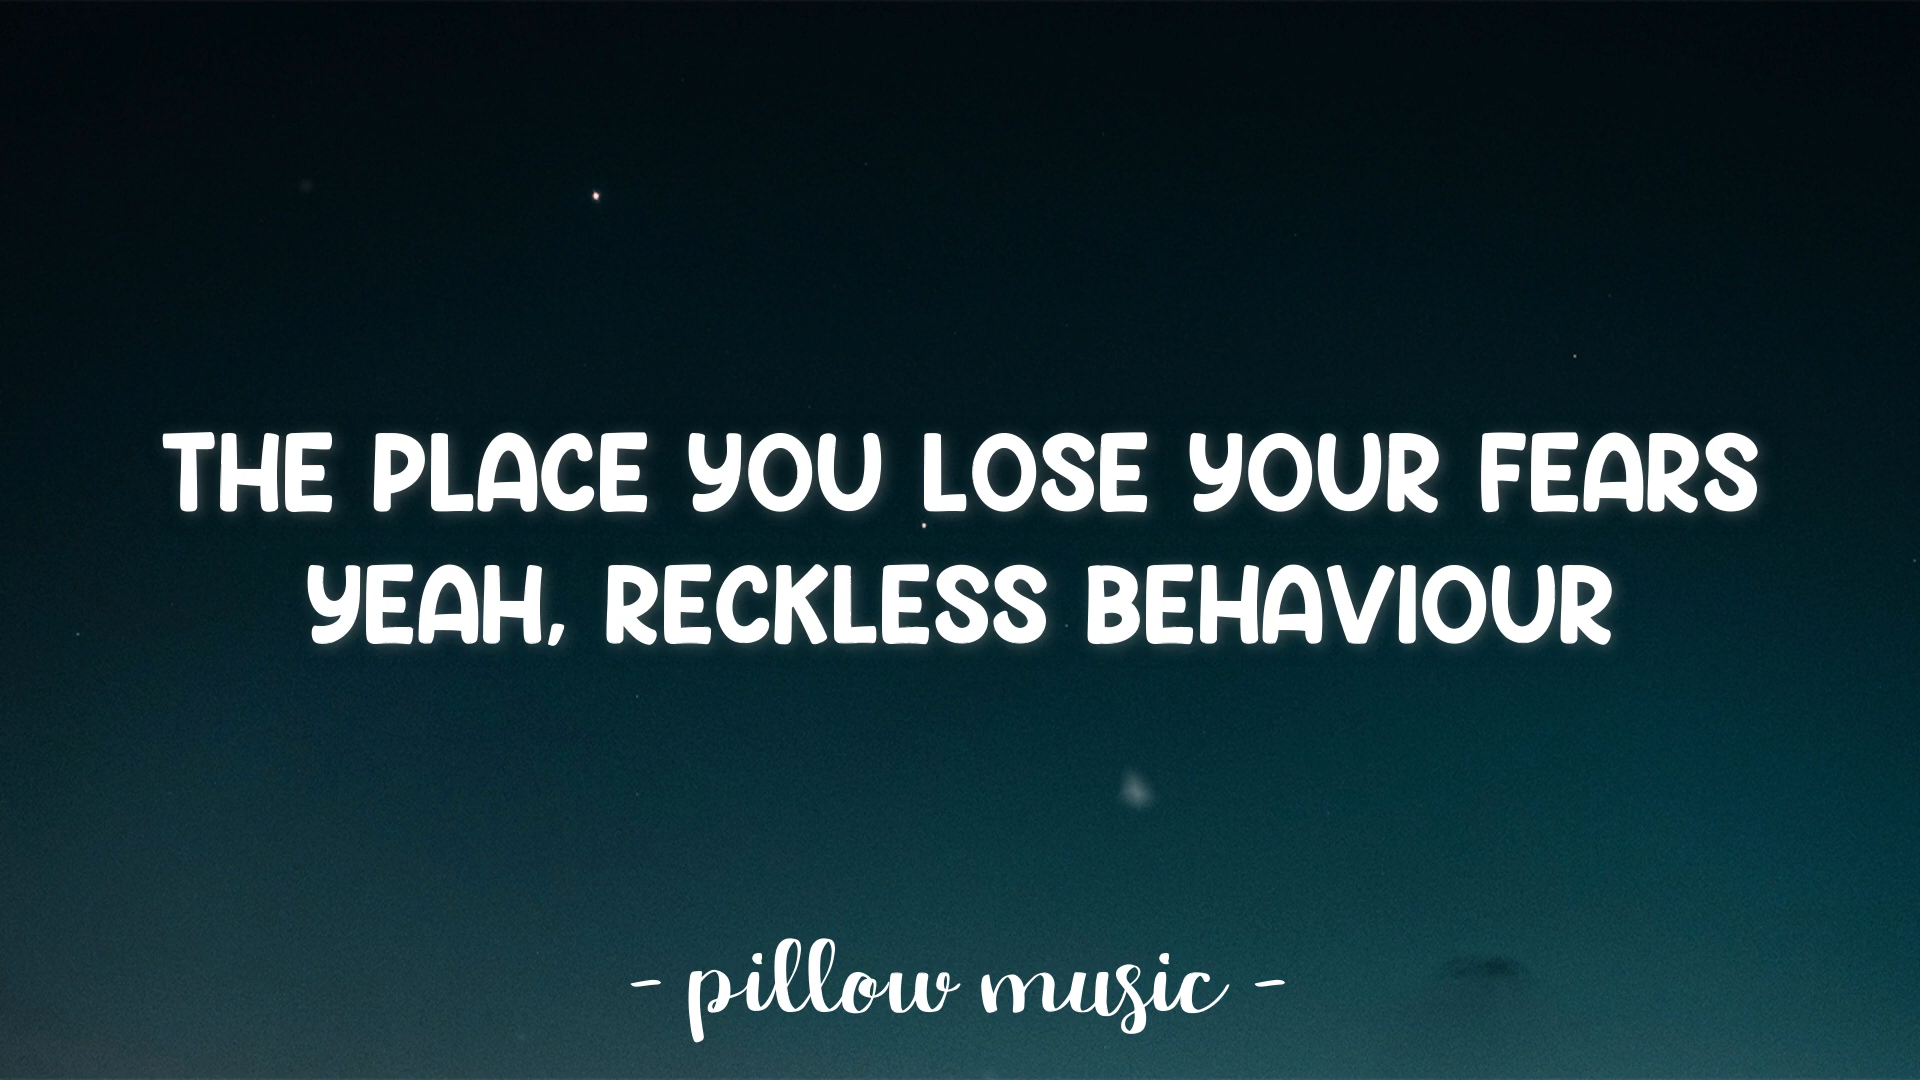 THE PLACE YOU LOSE YOUR FEARS
YEAH, RECKLESS BEHAVIOUR
- pillow music -